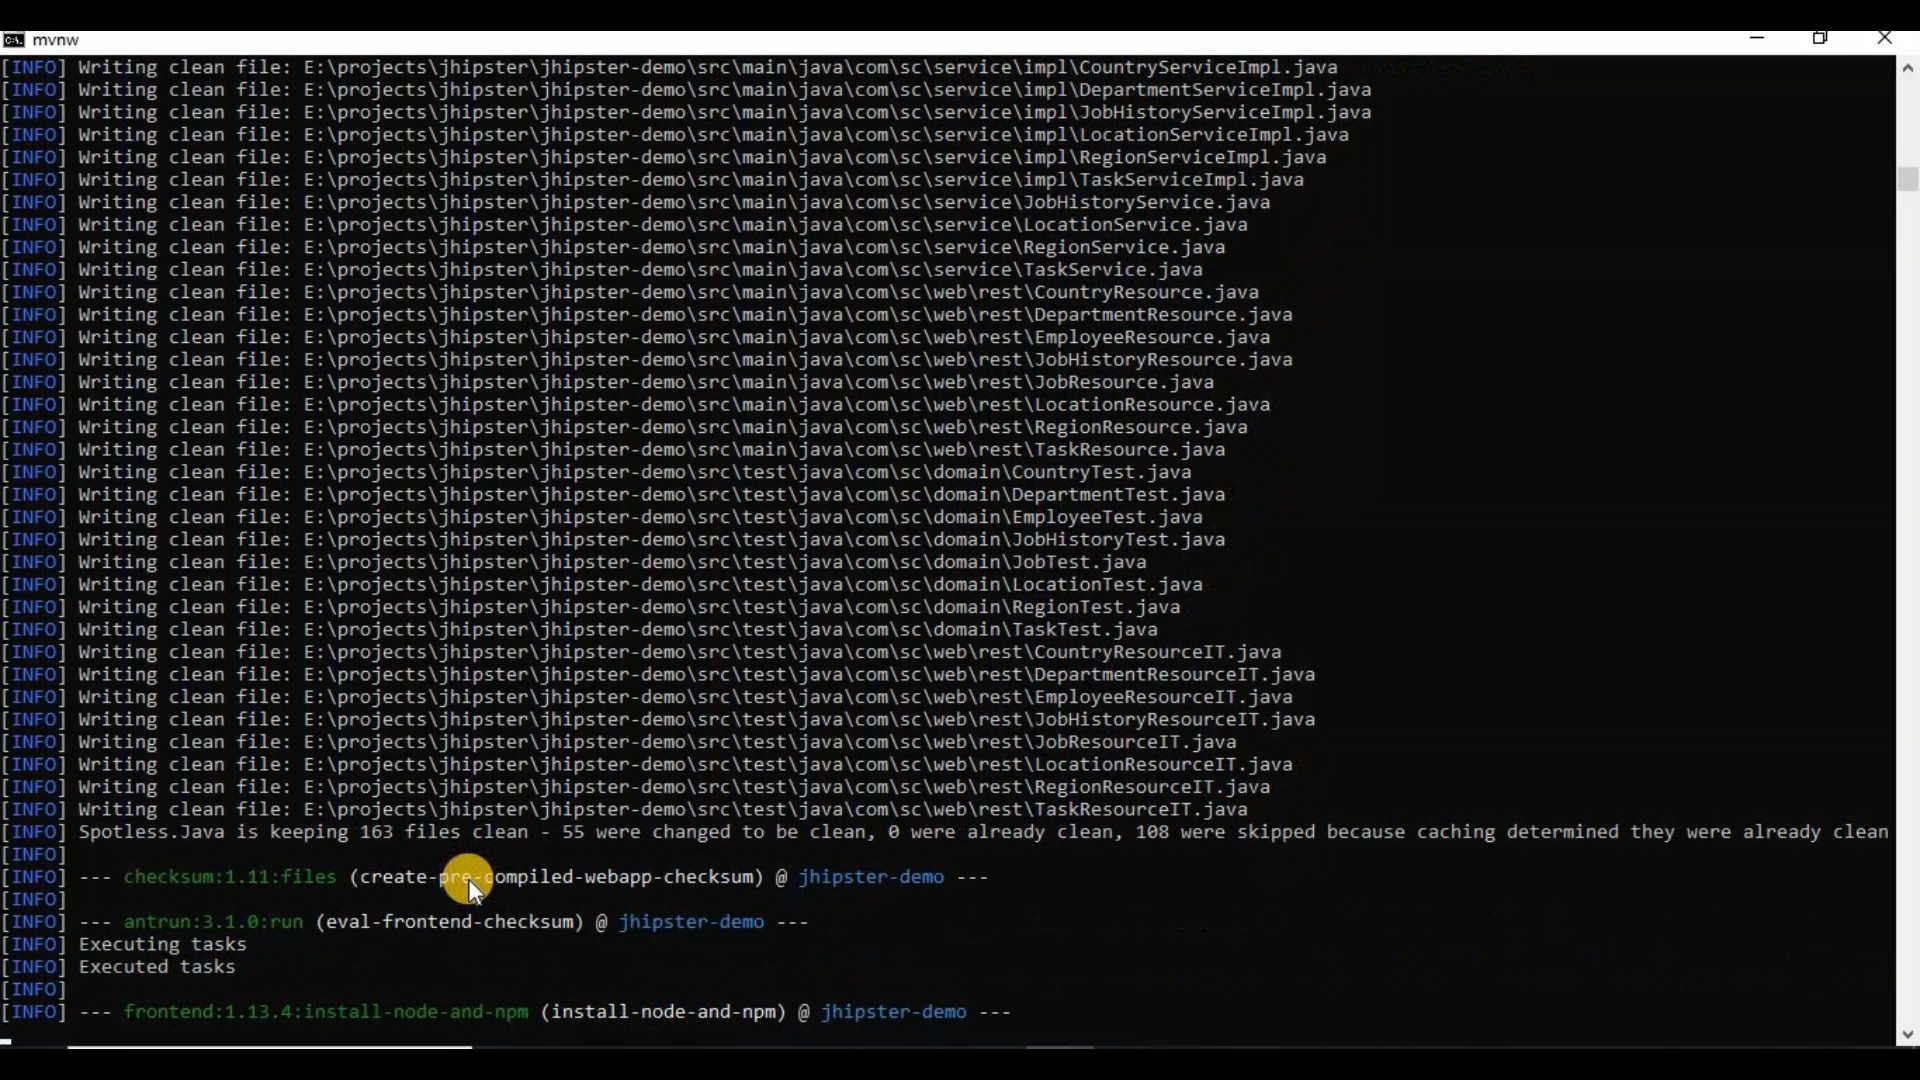 mvnw
[INFO] Writing clean file: E:\projects\jhipster\jhipster-demo\src\main\java\com\sc\service\impl\CountryServiceImpl.java
[INFO] Writing clean file: E:\projects\jhipster\jhipster-demo\src\main\java\com\sc\service\impl\DepartmentServiceImpl.java
[INFO] Writing clean file: E:\projects\jhipster\jhipster-demo\src\main\java\com\sc\service\impl\JobHistoryServiceImpl.java
[INFO] Writing clean file: E:\projects\jhipster\jhipster-demo\src\main\java\com\sc\service\impl\LocationServiceImpl.java
[INFO] Writing clean file: E:\projects\jhipster\jhipster-demo\src\main\java\com\sc\service\impl\RegionServiceImpl.java
[INFO] Writing clean file: E:\projects\jhipster\jhipster-demo\src\main\java\com\sc\service\impl\TaskServiceImpl.java
[INFO] Writing clean file: E:\projects\jhipster\jhipster-demo\src\main\java\com\sc\service\JobHistoryService.java
[INFO] Writing clean file: E:\projects\jhipster\jhipster-demo\src\main\java\com\sc\service\LocationService.java
[INFO] Writing clean file: E:\projects\jhipster\jhipster-demo\src\main\java\com\sc\service\RegionService.java
[INFO] Writing clean file: E:\projects\jhipster\jhipster-demo\src\main\java\com\sc\service\TaskService.java
[INFO] Writing clean file: E:\projects\jhipster\jhipster-demo\src\main\java\com\sc\web\rest\CountryResource.java
[INFO] Writing clean file: E:\projects\jhipster\jhipster-demo\src\main\java\com\sc\web\rest\DepartmentResource.java
[INFO] Writing clean file: E:\projects\jhipster\jhipster-demo\src\main\java\com\sc\web\rest\EmployeeResource.java
[INFO] Writing clean file: E:\projects\jhipster\jhipster-demo\src\main\java\com\sc\web\rest\JobHistoryResource.java
[INFO] Writing clean file: E:\projects\jhipster\jhipster-demo\src\main\java\com\sc\web\rest\JobResource.java
[INFO] Writing clean file: E:\projects\jhipster\jhipster-demo\src\main\java\com\sc\web\rest\LocationResource.java
[INFO] Writing clean file: E:\projects\jhipster\jhipster-demo\src\main\java\com\sc\web\rest\RegionResource.java
[INFO] Writing clean file: E:\projects\jhipster\jhipster-demo\src\main\java\com\sc\web\rest\TaskResource.java
[INFO] Writing clean file: E:\projects\jhipster\jhipster-demo\src\test\java\com\sc\domain\CountryTest.java
[INFO] Writing clean file: E:\projects\jhipster\jhipster-demo\src\test\java\com\sc\domain\DepartmentTest.java
[INFO] Writing clean file: E:\projects\jhipster\jhipster-demo\src\test\java\com\sc\domain\EmployeeTest.java
[INFO] Writing clean file: E:\projects\jhipster\jhipster-demo\src\test\java\com\sc\domain\JobHistoryTest.java
[INFO] Writing clean file: E:\projects\jhipster\jhipster-demo\src\test\java\com\sc\domain\JobTest.java
[INFO] Writing clean file: E:\projects\jhipster\jhipster-demo\src\test\java\com\sc\domain\LocationTest.java
[INFO] Writing clean file: E:\projects\jhipster\jhipster-demo\src\test\java\com\sc\domain\RegionTest.java
[INFO] Writing clean file: E:\projects\jhipster\jhipster-demo\src\test\java\com\sc\domain\TaskTest.java
[INFO] Writing clean file: E:\projects\jhipster\jhipster-demo\src\test\java\com\sc\web\rest\CountryResourceIT.java
[INFO] Writing clean file: E:\projects\jhipster\jhipster-demo\src\test\java\com\sc\web\rest\DepartmentResourceIT.java
[INFO] Writing clean file: E:\projects\jhipster\jhipster-demo\src\test\java\com\sc\web\rest\EmployeeResourceIT.java
[INFO] Writing clean file: E:\projects\jhipster\jhipster-demo\src\test\java\com\sc\web\rest\JobHistoryResourceIT.java
[INFO] Writing clean file: E:\projects\jhipster\jhipster-demo\src\test\java\com\sc\web\rest\JobResourceIT.java
[INFO] Writing clean file: E:\projects\jhipster\jhipster-demo\src\test\java\com\sc\web\rest\LocationResourceIT.java
[INFO] Writing clean file: E:\projects\jhipster\jhipster-demo\src\test\java\com\sc\web\rest\RegionResourceIT.java
[INFO] Writing clean file: E:\projects\jhipster\jhipster-demo\src\test\java\com\sc\web\rest\TaskResourceIT.java
[INFO] Spotless.Java is keeping 163 files clean - 55 were changed to be clean, 0 were already clean, 108 were skipped because caching determined they were already clean
[INFO]
[INFO] --- checksum:1.11:files (create-pre-compiled-webapp-checksum) @ jhipster-demo ---
[INFO]
[INFO] --- antrun:3.1.0:run (eval-frontend-checksum) @ jhipster-demo ---
[INFO] Executing tasks
[INFO] Executed tasks
[INFO]
[INFO] --- frontend:1.13.4:install-node-and-npm (install-node-and-npm) @ jhipster-demo ---